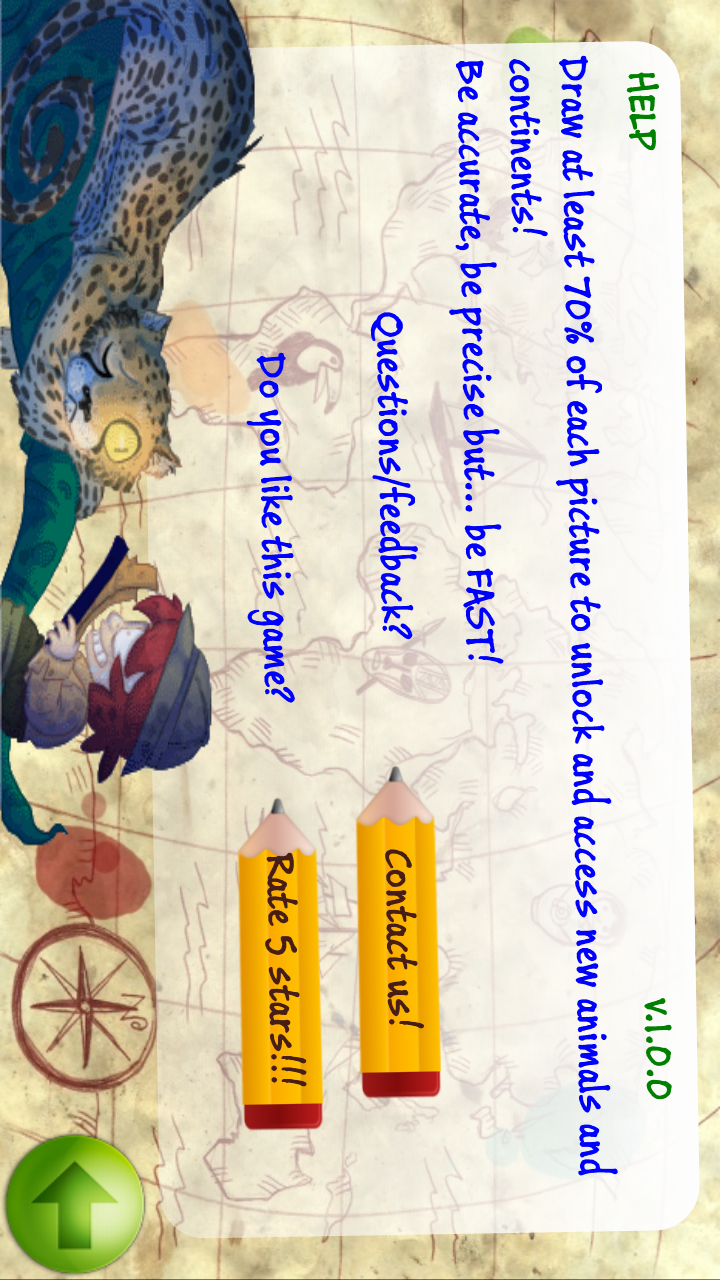 HELP
v.1.0.0
Draw at least 70% of each picture to unlock and access new animals and
continents!
Be accurate, be precise but... be FAST!
Questions/feedback?
Contact us!
Do you like this game?
Rate 5 stars!!!
N